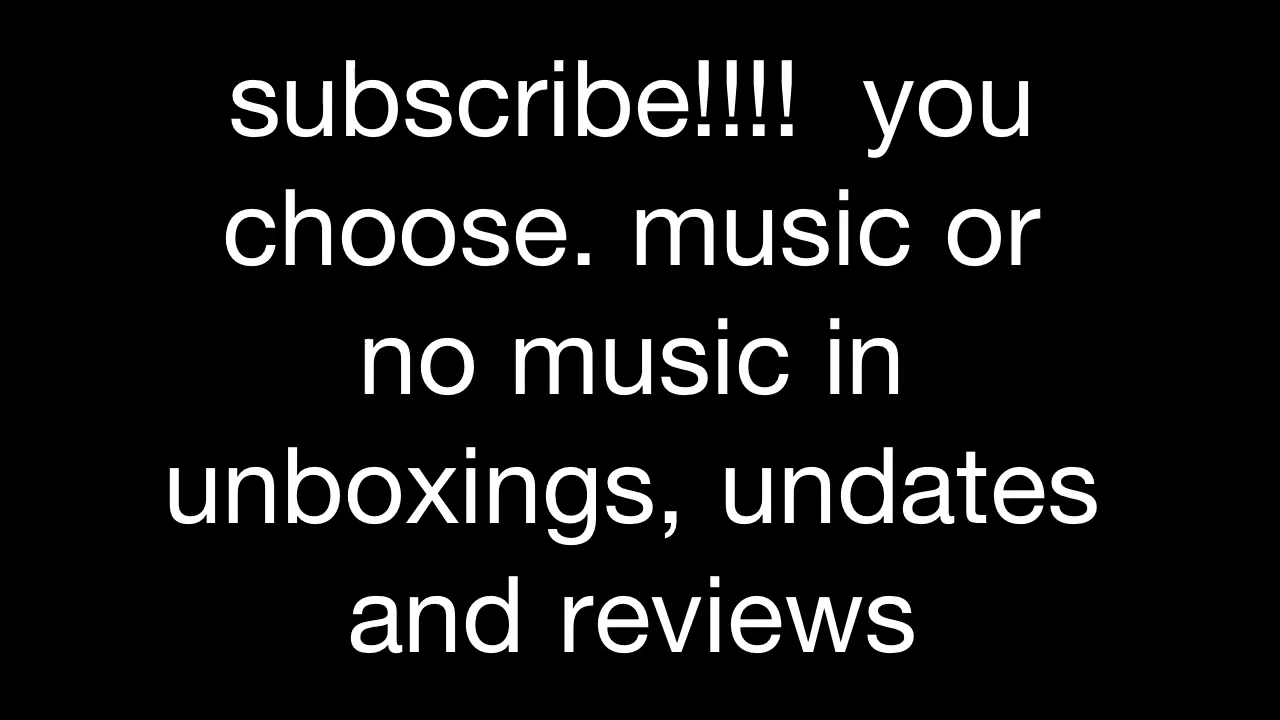 subscribe!!!!  you
choose. music or
no music in
unboxings, undates
and reviews